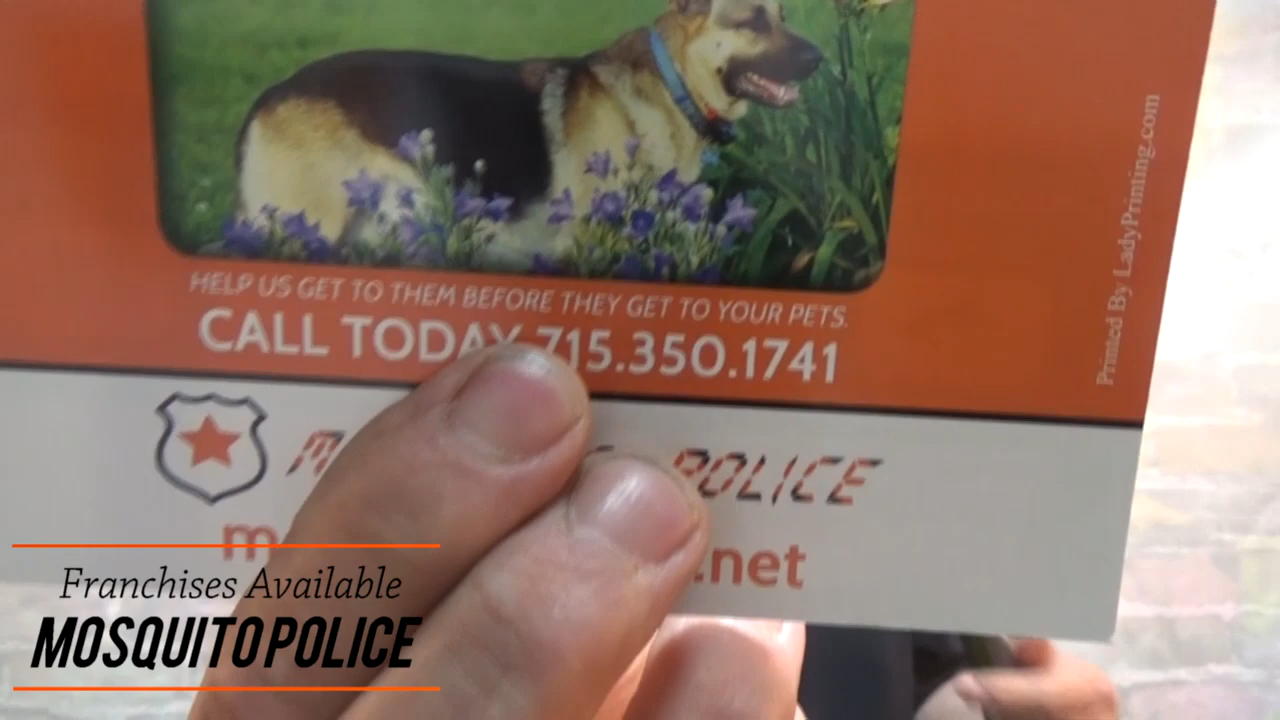 HELP US GET TO THEM BEFORE THEY GET TO YOUR PETS.
CALL TODAY 715.350.1741
Printed By LadyPrinting.com
POLICE
.net
Franchises Available
MOSQUITO POLICE